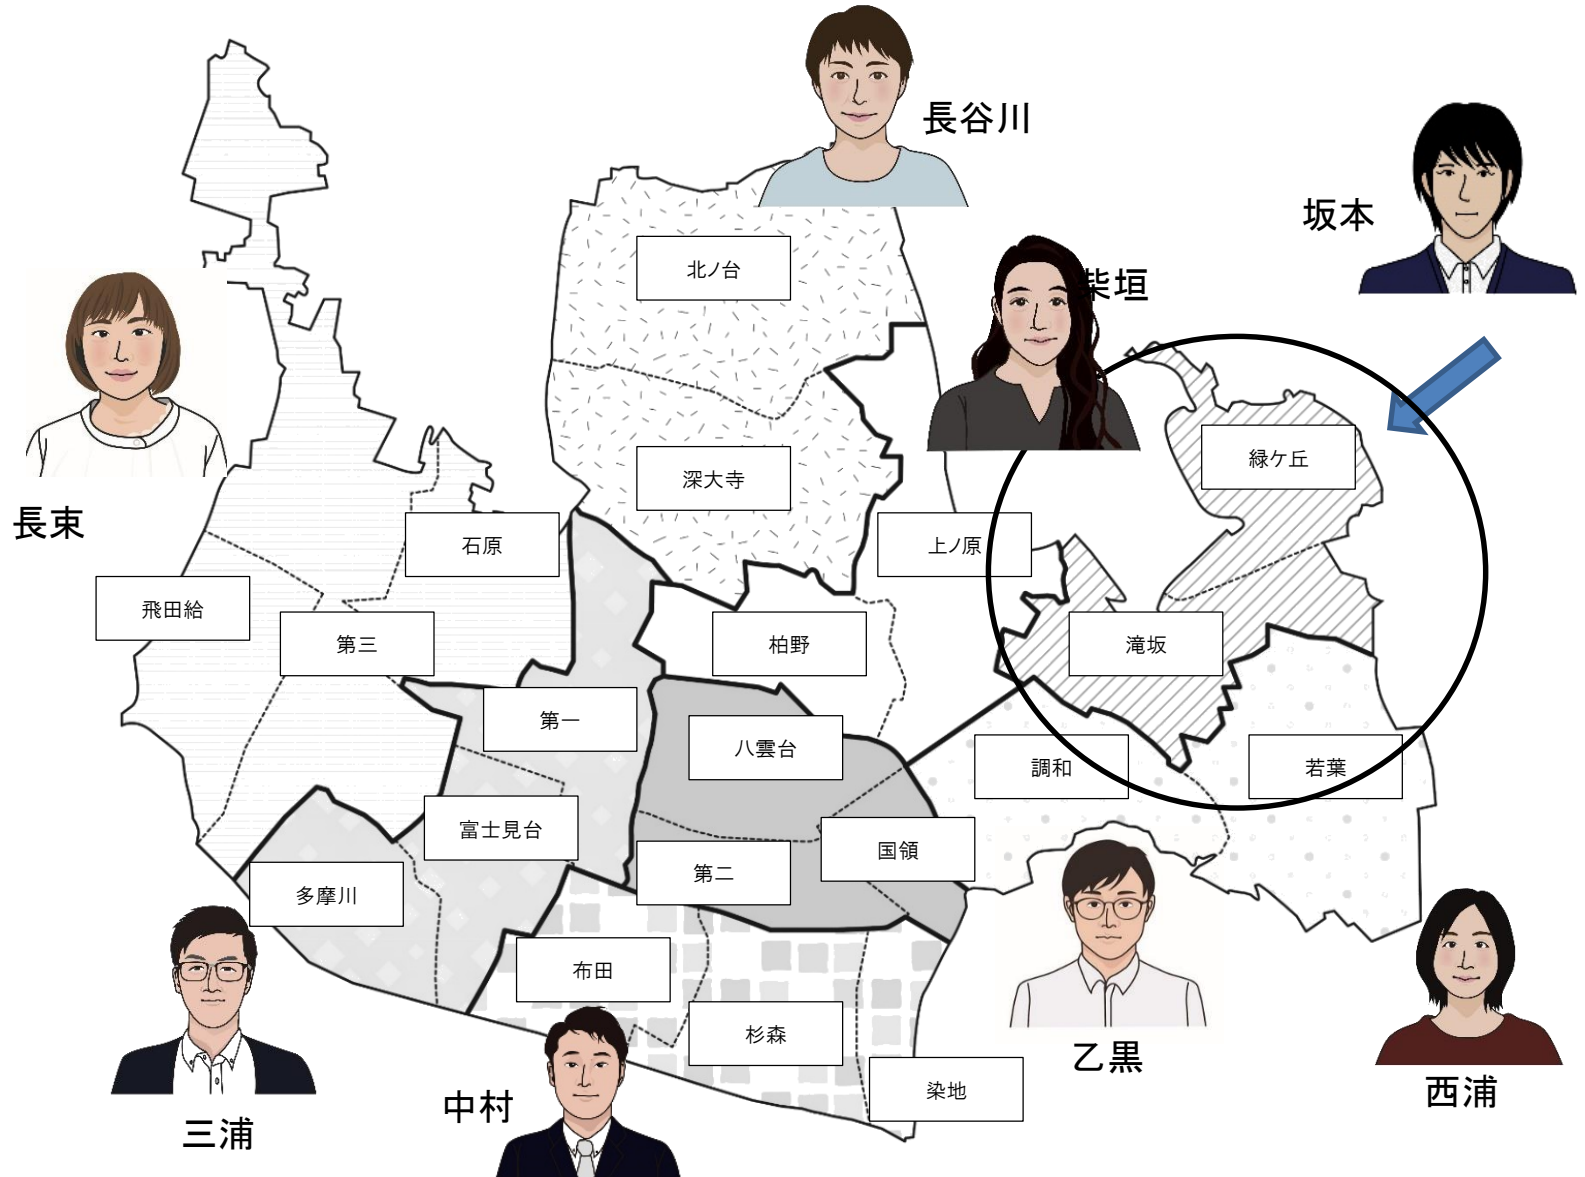 長谷川
坂本
北ノ台
柴垣
緑ケ丘
深大寺
長束
石原
上ノ原
飛田給
第三
柏野
滝坂
第一
八雲台
調和
若葉
富士見台
国領
第二
多摩川
布田
杉森
乙黒
染地
西浦
中村
三浦